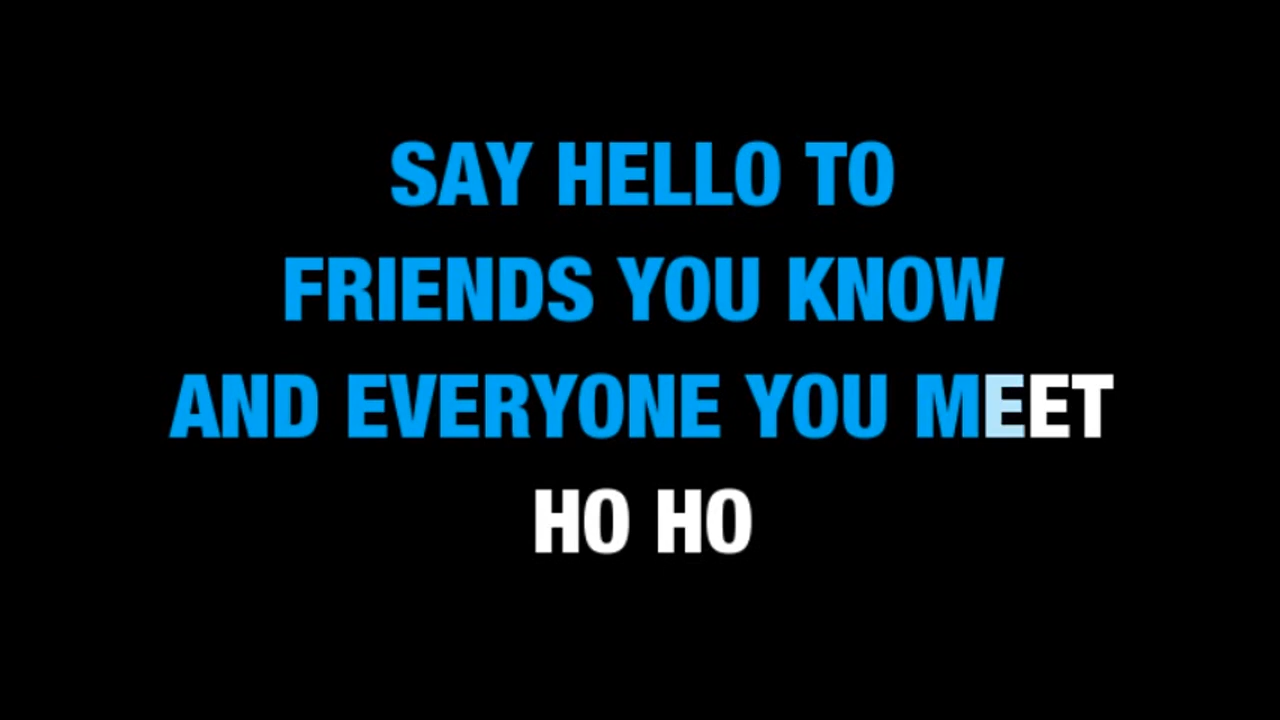 SAY HELLO TO
FRIENDS YOU KNOW
AND EVERYONE YOU MEET
HO HO